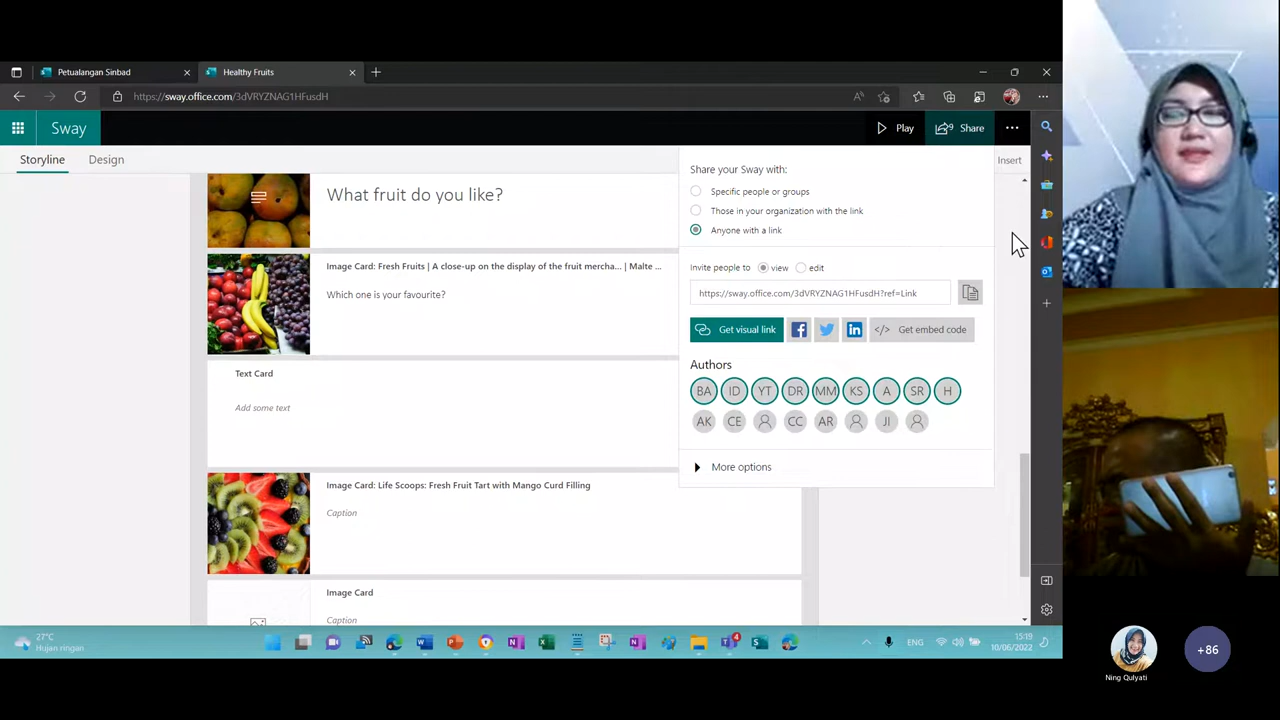 Petualangan Sinbad
Healthy Fruits
https://sway.office.com/3dVRYZNAG1HFusdH
Sway
Play
Share
Storyline
Design
Insert
What fruit do you like?
Image Card: Fresh Fruits | A close-up on the display of the fruit mercha... | Malte ...
Which one is your favourite?
Text Card
Add some text
Image Card: Life Scoops: Fresh Fruit Tart with Mango Curd Filling
Caption
Image Card
Caption
Share your Sway with:
Specific people or groups
Those in your organization with the link
Anyone with a link
Invite people to
view
edit
https://sway.office.com/3dVRYZNAG1HFusdH?ref=Link
Get visual link
Get embed code
Authors
BA ID YT DR MM KS A SR H
AK CE CC AR JI
More options
27°C
Hujan ringan
4
ENG
15:19
10/06/2022
Ning Qulyati
+86